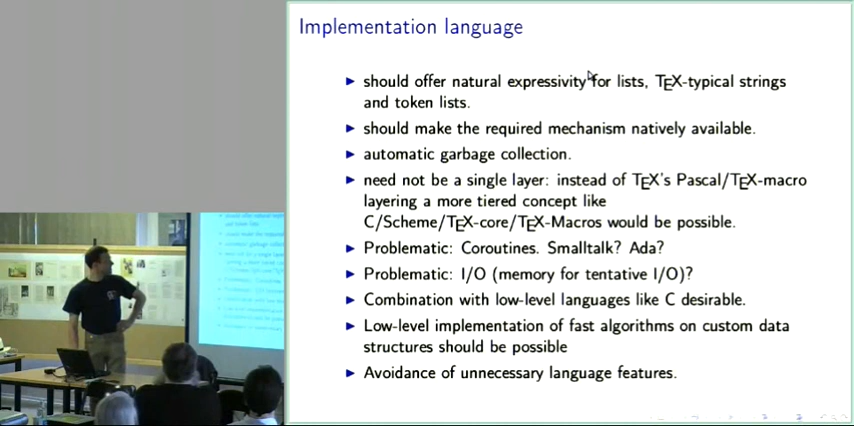 Implementation language
► should offer natural expressivity for lists, TEX-typical strings
and token lists.
► should make the required mechanism natively available.
► automatic garbage collection.
► need not be a single layer: instead of TEX's Pascal/TEX-macro
layering a more tiered concept like
C/Scheme/TEX-core/TEX-Macros would be possible.
► Problematic: Coroutines. Smalltalk? Ada?
► Problematic: I/O (memory for tentative I/O)?
► Combination with low-level languages like C desirable.
► Low-level implementation of fast algorithms on custom data
structures should be possible
► Avoidance of unnecessary language features.